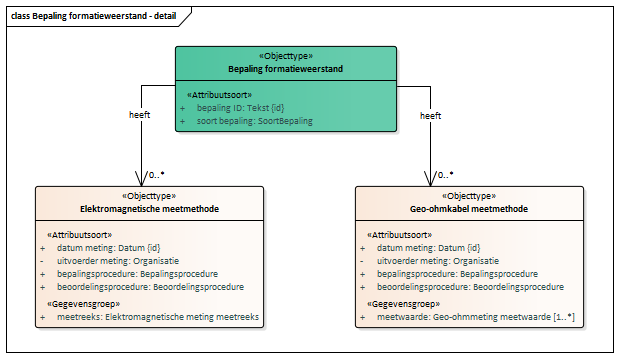 class Bepaling formatieweerstand - detail
«Objecttype»
Bepaling formatieweerstand
«Attribuutsoort»
+ bepaling ID: Tekst {id}
+ soort bepaling: SoortBepaling
heeft
heeft
0..*
0..*
«Objecttype»
Elektromagnetische meetmethode
«Attribuutsoort»
+ datum meting: Datum {id}
- uitvoerder meting: Organisatie
+ bepalingsprocedure: Bepalingsprocedure
+ beoordelingsprocedure: Beoordelingsprocedure
«Gegevensgroep»
+ meetreeks: Elektromagnetische meting meetreeks
«Objecttype»
Geo-ohmkabel meetmethode
«Attribuutsoort»
+ datum meting: Datum {id}
- uitvoerder meting: Organisatie
+ bepalingsprocedure: Bepalingsprocedure
+ beoordelingsprocedure: Beoordelingsprocedure
«Gegevensgroep»
+ meetwaarde: Geo-ohmmeting meetwaarde [1..*]